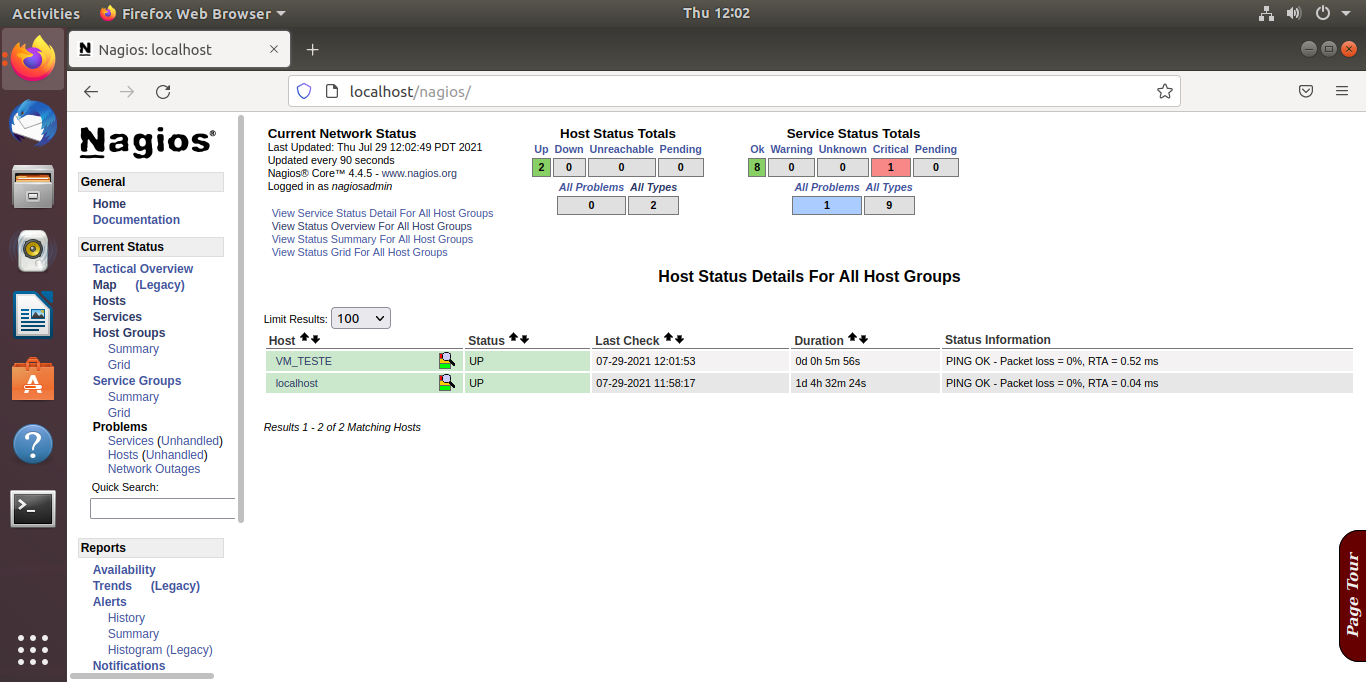 Activities Firefox Web Browser Thu 12:02
Nagios: localhost
localhost/nagios/
Nagios®
General
Home
Documentation
Current Status
Tactical Overview
Map (Legacy)
Hosts
Services
Host Groups
Summary
Grid
Service Groups
Summary
Grid
Problems
Services (Unhandled)
Hosts (Unhandled)
Network Outages
Quick Search:
Reports
Availability
Trends (Legacy)
Alerts
History
Summary
Histogram (Legacy)
Notifications
Current Network Status
Last Updated: Thu Jul 29 12:02:49 PDT 2021
Updated every 90 seconds
Nagios® Core™ 4.4.5 - www.nagios.org
Logged in as nagiosadmin
View Service Status Detail For All Host Groups
View Status Overview For All Host Groups
View Status Summary For All Host Groups
View Status Grid For All Host Groups
Host Status Totals
Up Down Unreachable Pending
2 0 0 0
All Problems All Types
0 2
Service Status Totals
Ok Warning Unknown Critical Pending
8 0 0 1 0
All Problems All Types
1 9
Host Status Details For All Host Groups
Limit Results: 100
Host Status Last Check Duration Status Information
VM_TESTE UP 07-29-2021 12:01:53 0d 0h 5m 56s PING OK - Packet loss = 0%, RTA = 0.52 ms
localhost UP 07-29-2021 11:58:17 1d 4h 32m 24s PING OK - Packet loss = 0%, RTA = 0.04 ms
Results 1 - 2 of 2 Matching Hosts
Page Tour